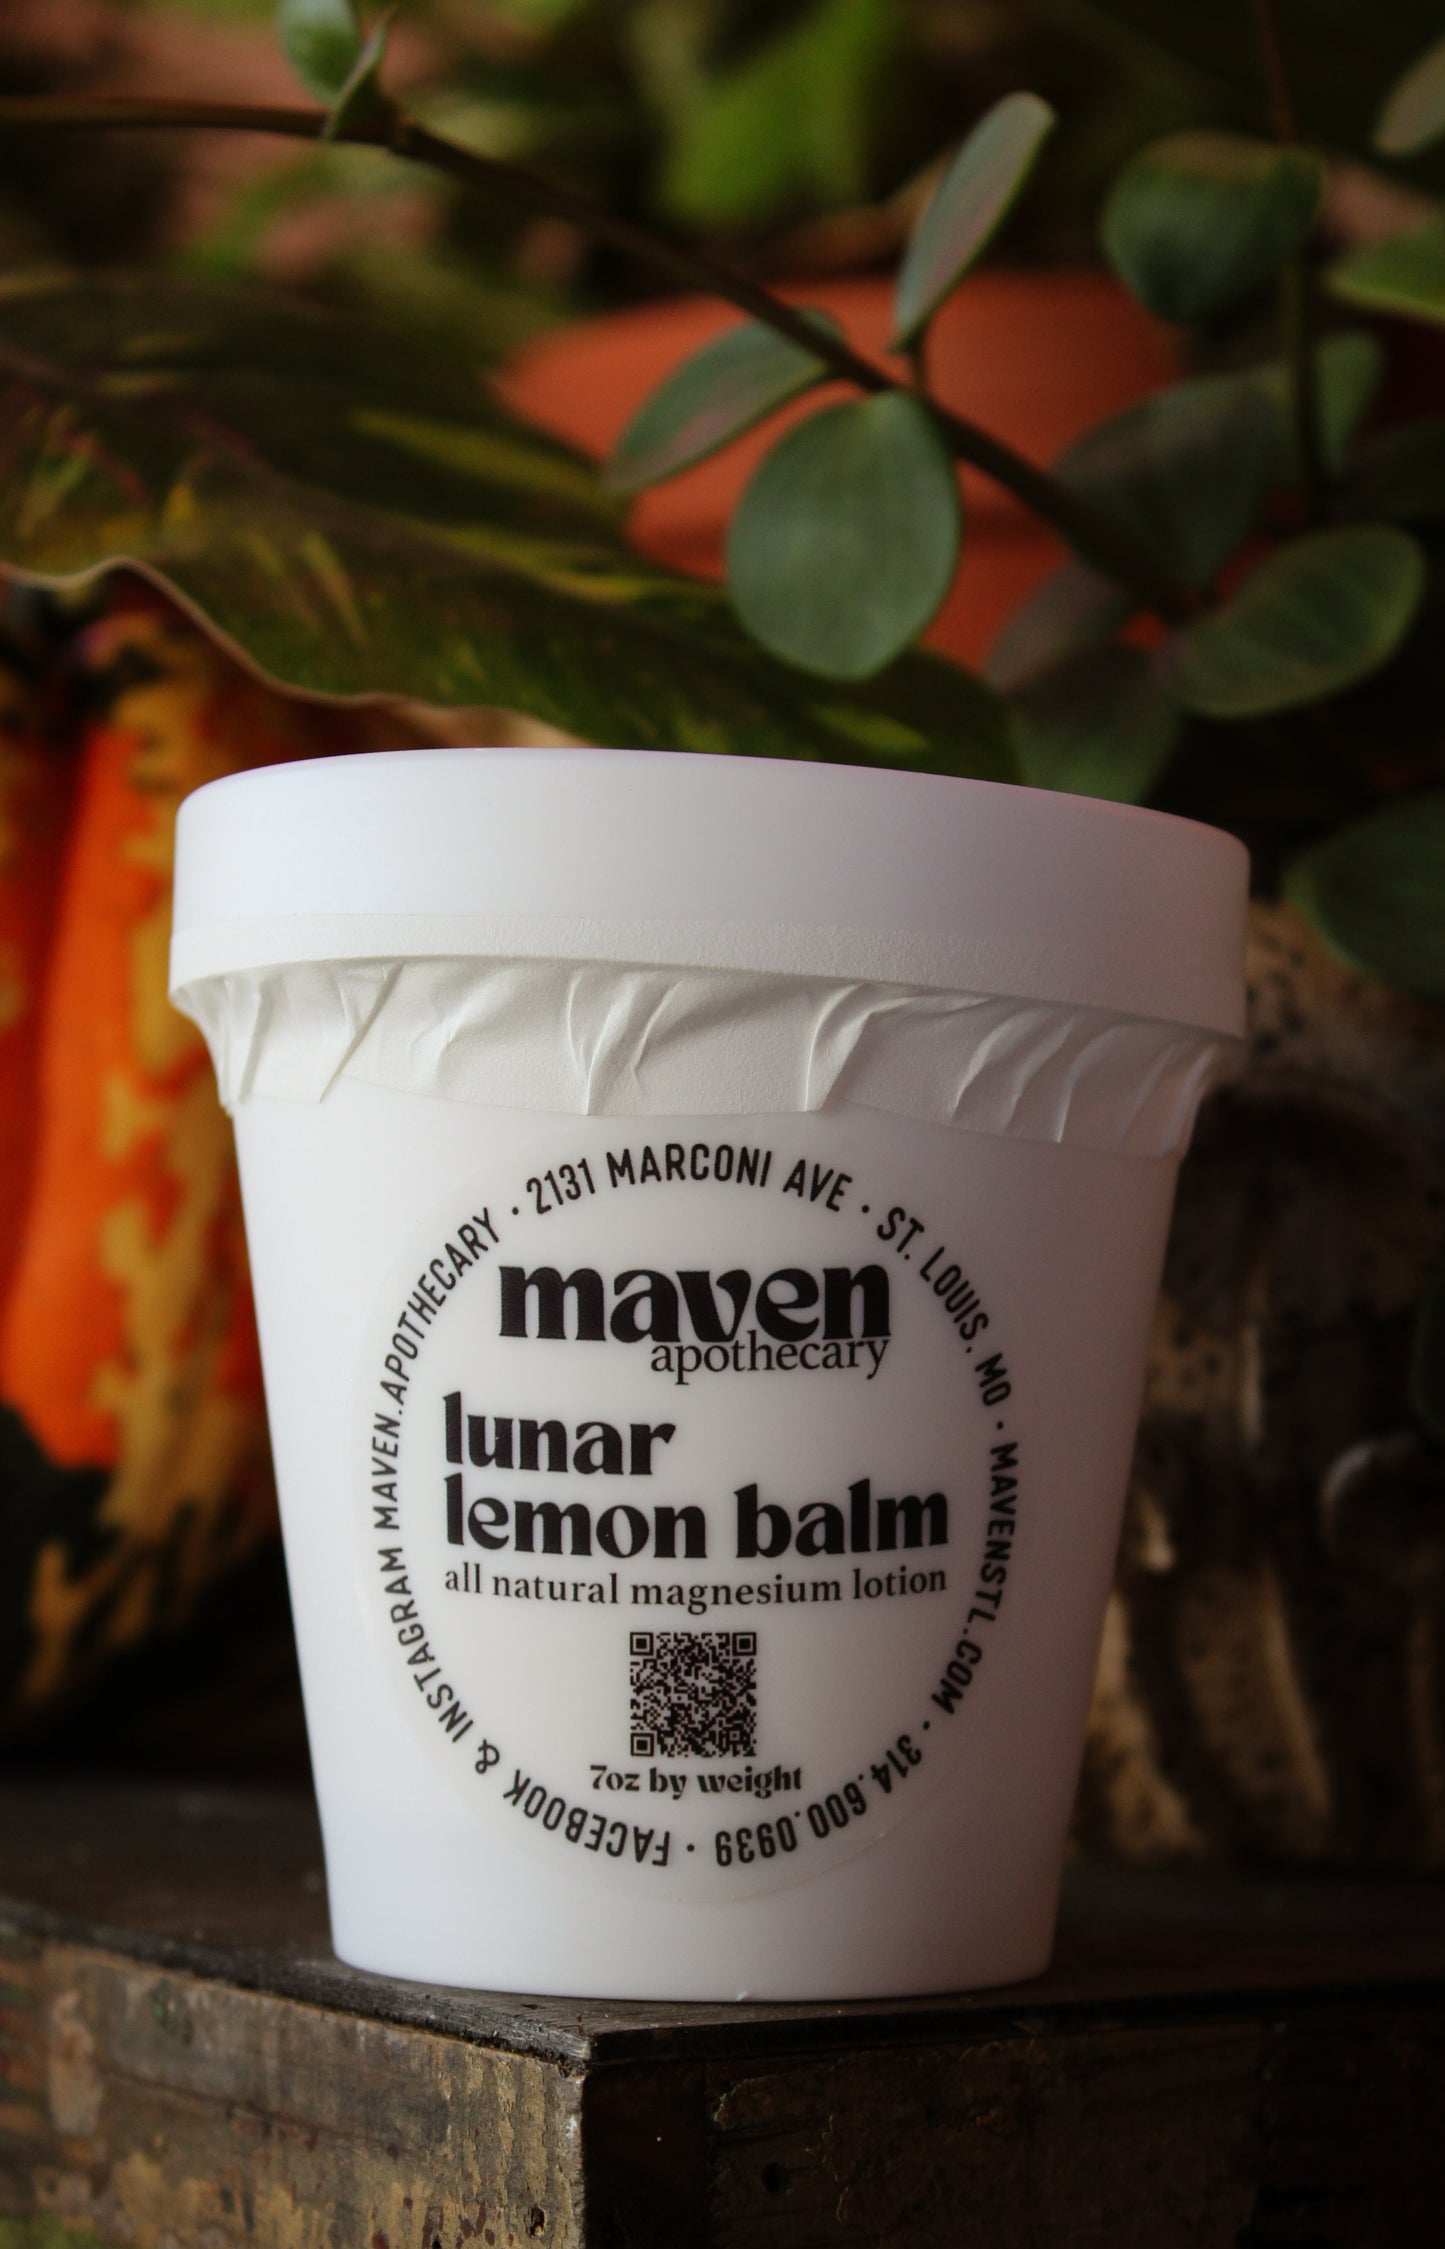 2131 MARCONI AVE · ST. LOUIS, MO · MAVENSTL.COM · 314.600.0939 · FACEBOOK & INSTAGRAM MAVEN.APOTHECARY ·
maven
apothecary
lunar
lemon balm
all natural magnesium lotion
7oz by weight